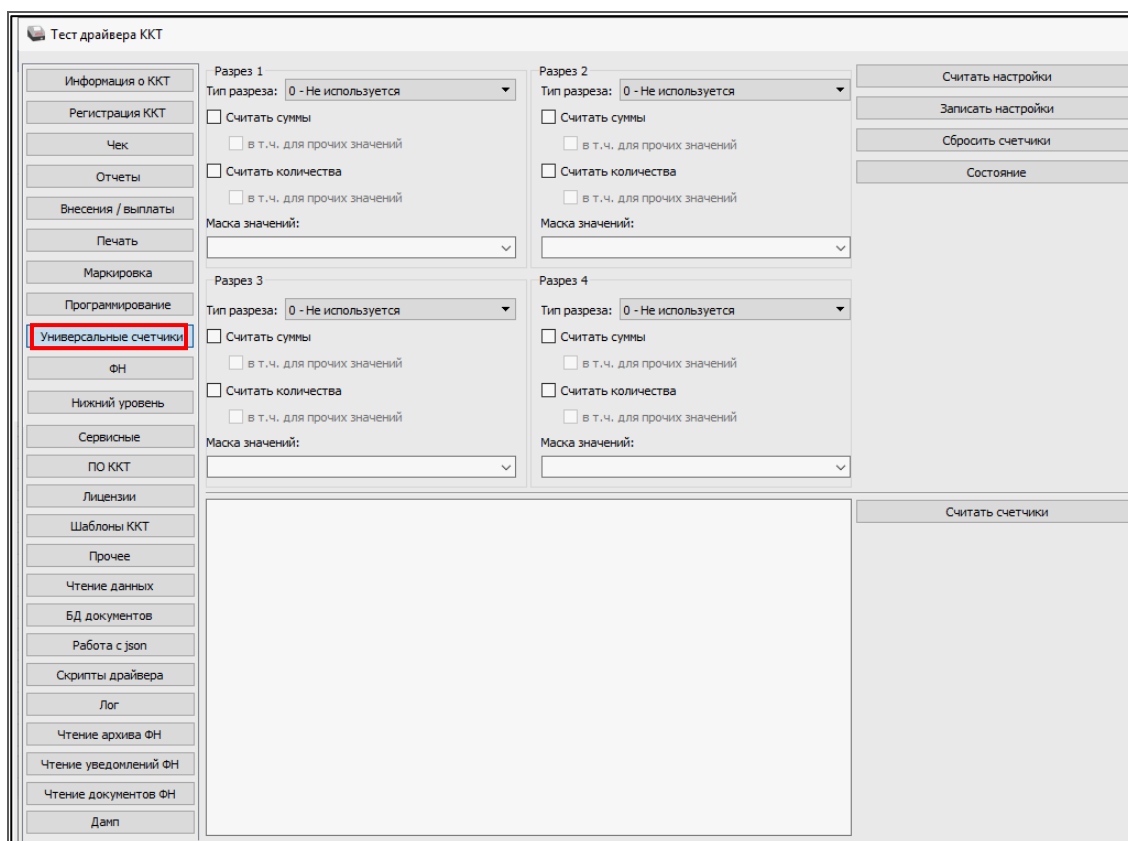 Тест драйвера ККТ
Информация о ККТ
Регистрация ККТ
Чек
Отчеты
Внесения / выплаты
Печать
Маркировка
Программирование
Универсальные счетчики
ФН
Нижний уровень
Сервисные
ПО ККТ
Лицензии
Шаблоны ККТ
Прочее
Чтение данных
БД документов
Работа с json
Скрипты драйвера
Лог
Чтение архива ФН
Чтение уведомлений ФН
Чтение документов ФН
Дамп
Разрез 1
Тип разреза: 0 - Не используется
Считать суммы
в т.ч. для прочих значений
Считать количества
в т.ч. для прочих значений
Маска значений:
Разрез 2
Тип разреза: 0 - Не используется
Считать суммы
в т.ч. для прочих значений
Считать количества
в т.ч. для прочих значений
Маска значений:
Разрез 3
Тип разреза: 0 - Не используется
Считать суммы
в т.ч. для прочих значений
Считать количества
в т.ч. для прочих значений
Маска значений:
Разрез 4
Тип разреза: 0 - Не используется
Считать суммы
в т.ч. для прочих значений
Считать количества
в т.ч. для прочих значений
Маска значений:
Считать настройки
Записать настройки
Сбросить счетчики
Состояние
Считать счетчики